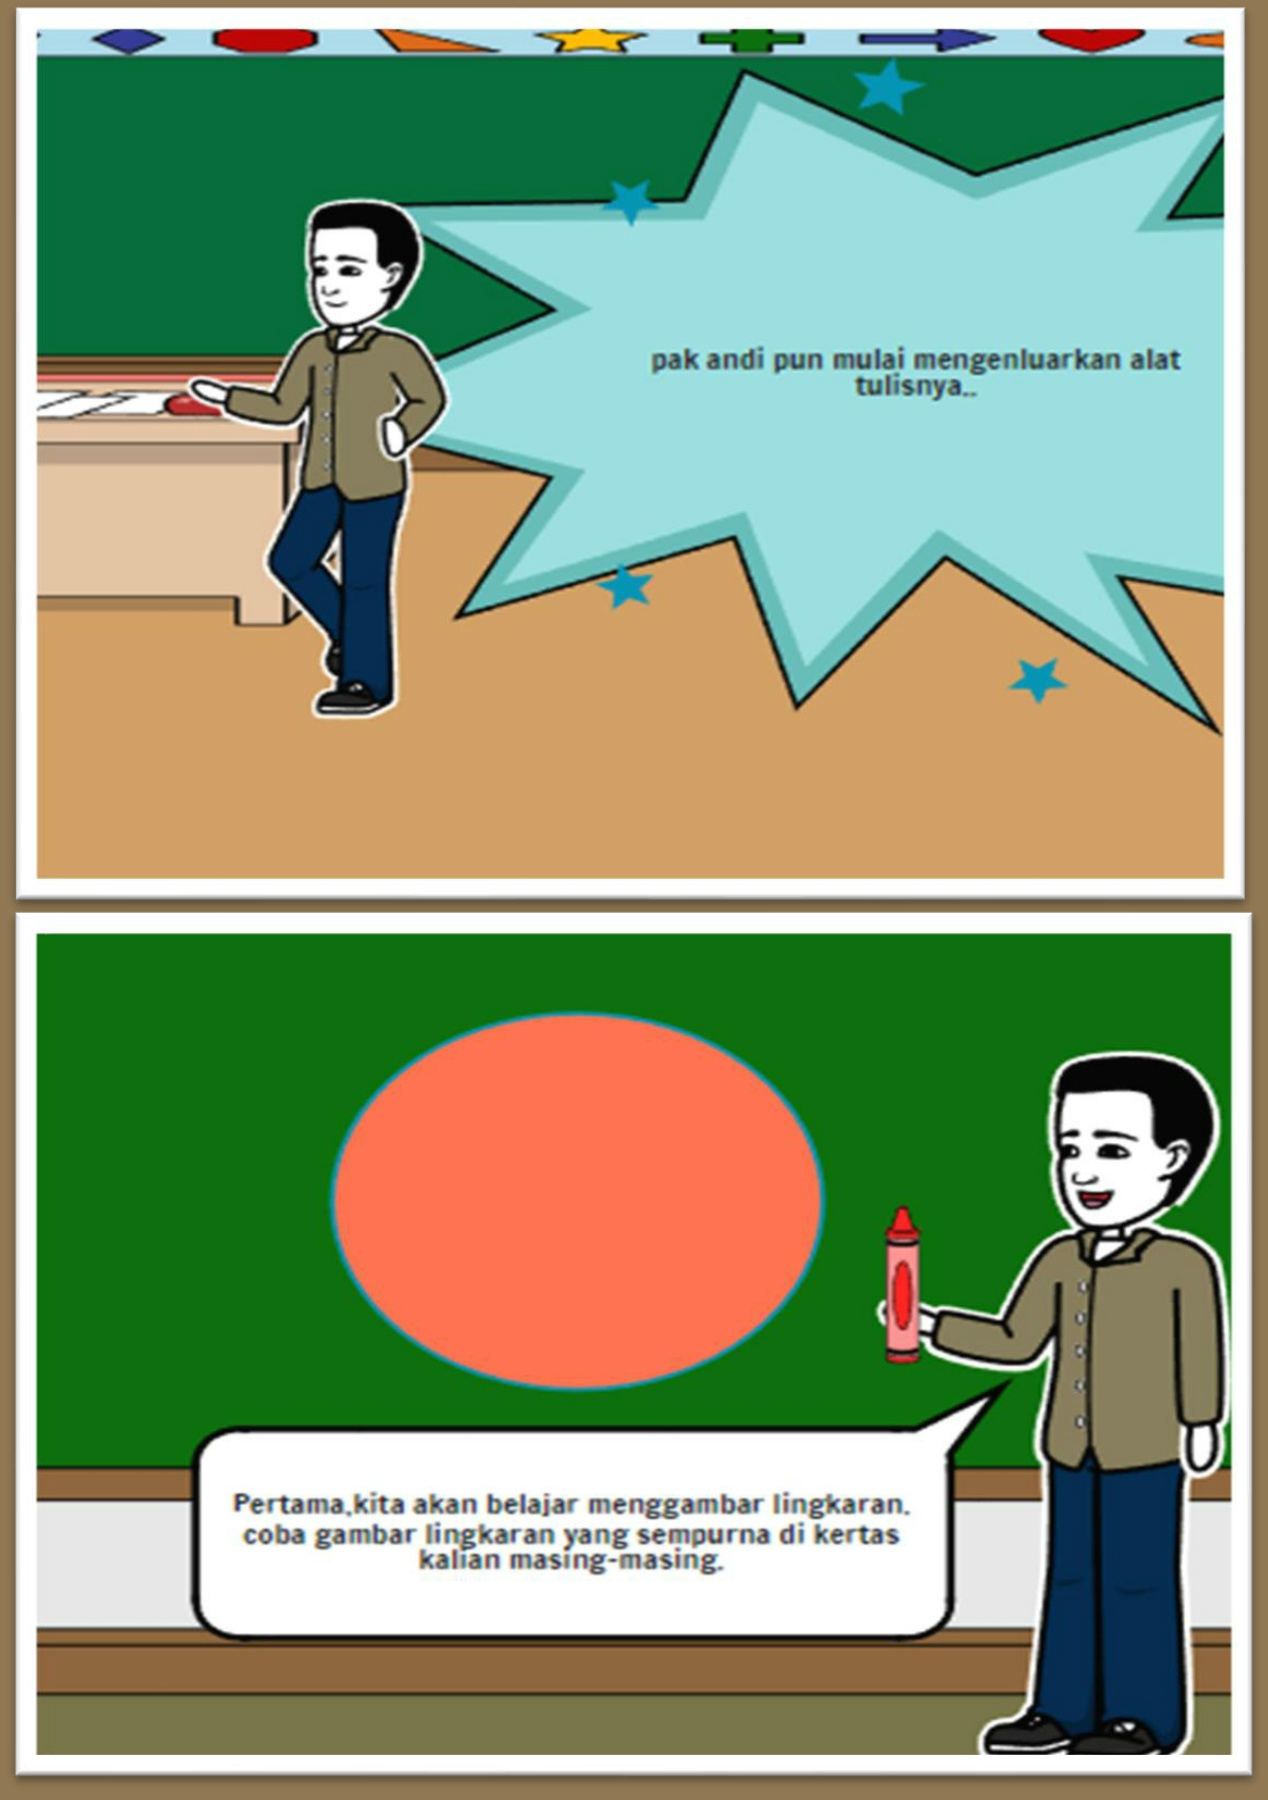 pak andi pun mulai mengenluarkan alat
tulisnya..
Pertama,kita akan belajar menggambar lingkaran.
coba gambar lingkaran yang sempurna di kertas
kalian masing-masing.